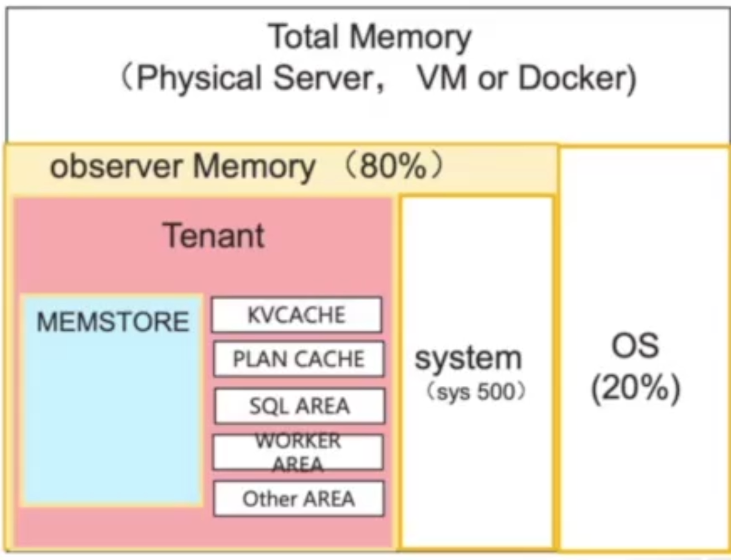 Total Memory
（Physical Server， VM or Docker)
observer Memory （80%）
Tenant
MEMSTORE
KVCACHE
PLAN CACHE
SQL AREA
WORKER
AREA
Other AREA
system
（sys 500）
OS
(20%)